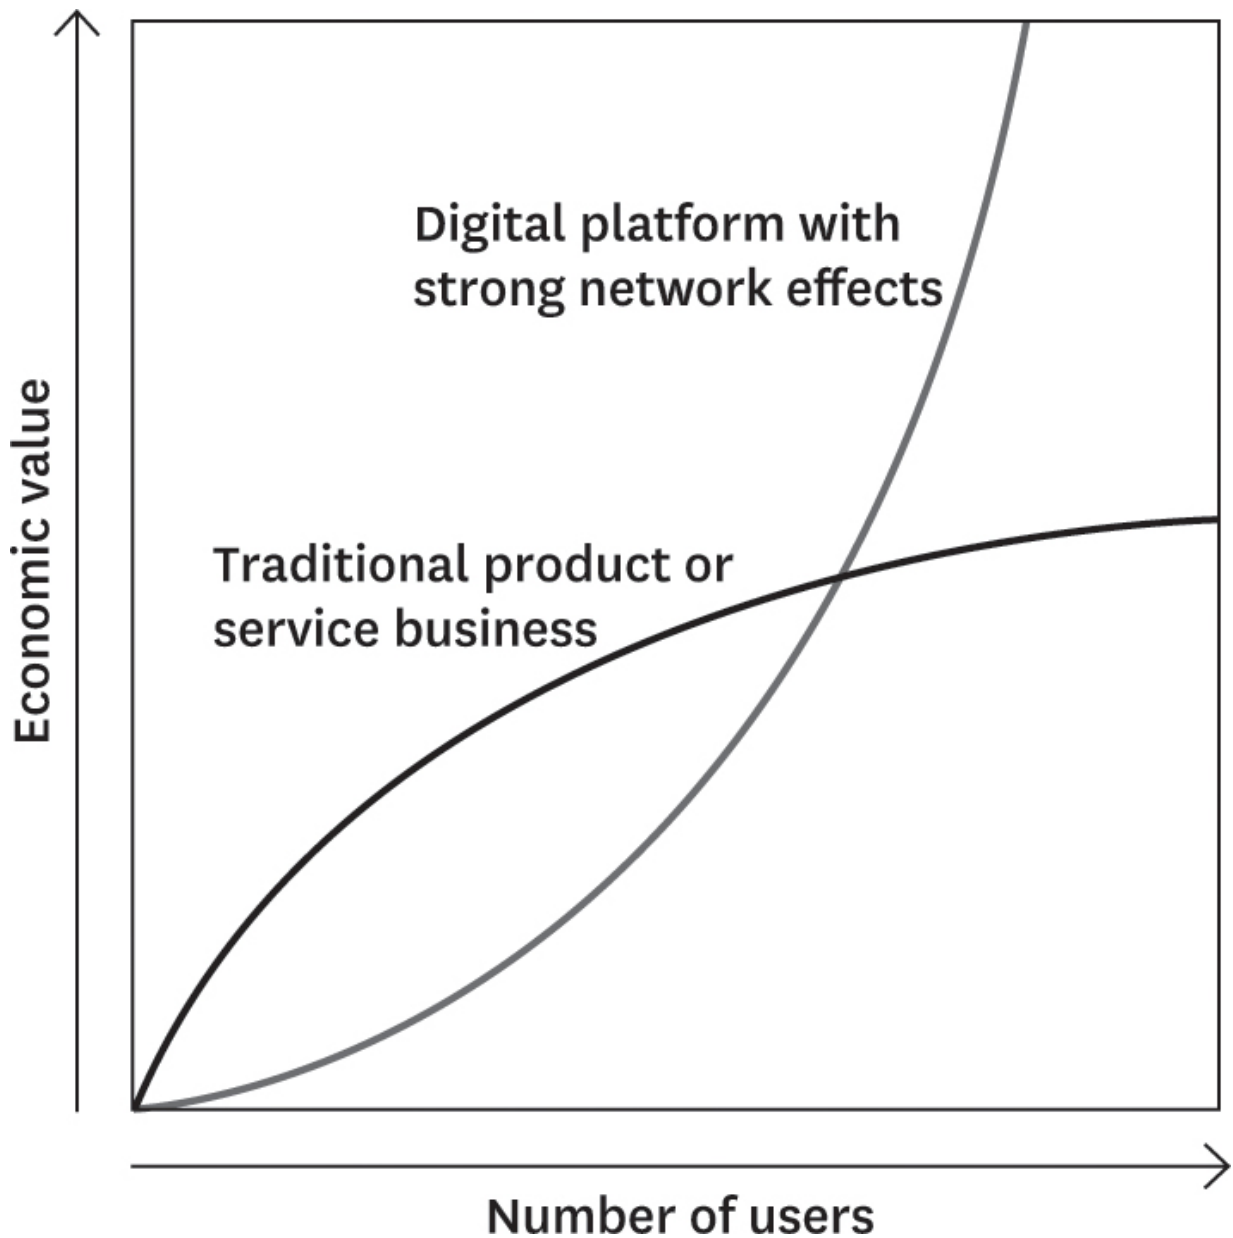 Digital platform with
strong network effects
Traditional product or
service business
Economic value
Number of users